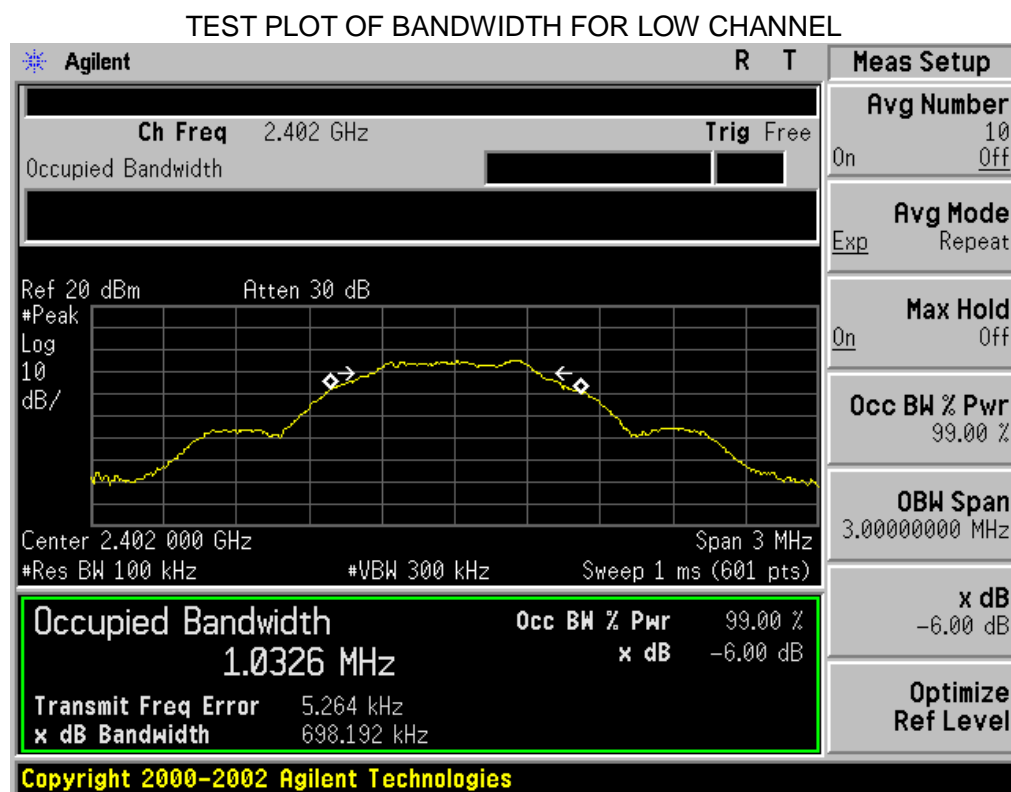 TEST PLOT OF BANDWIDTH FOR LOW CHANNEL
Agilent
R T
Ch Freq 2.402 GHz
Trig Free
Occupied Bandwidth
Ref 20 dBm
Atten 30 dB
#Peak
Log
10
dB/
Center 2.402 000 GHz
Span 3 MHz
#Res BW 100 kHz
#VBW 300 kHz
Sweep 1 ms (601 pts)
Occupied Bandwidth
1.0326 MHz
Occ BW % Pwr 99.00 %
x dB -6.00 dB
Transmit Freq Error 5.264 kHz
x dB Bandwidth 698.192 kHz
Copyright 2000-2002 Agilent Technologies
Meas Setup
Avg Number
10
On Off
Avg Mode
Exp Repeat
Max Hold
On Off
Occ BW % Pwr
99.00 %
OBW Span
3.00000000 MHz
x dB
-6.00 dB
Optimize
Ref Level